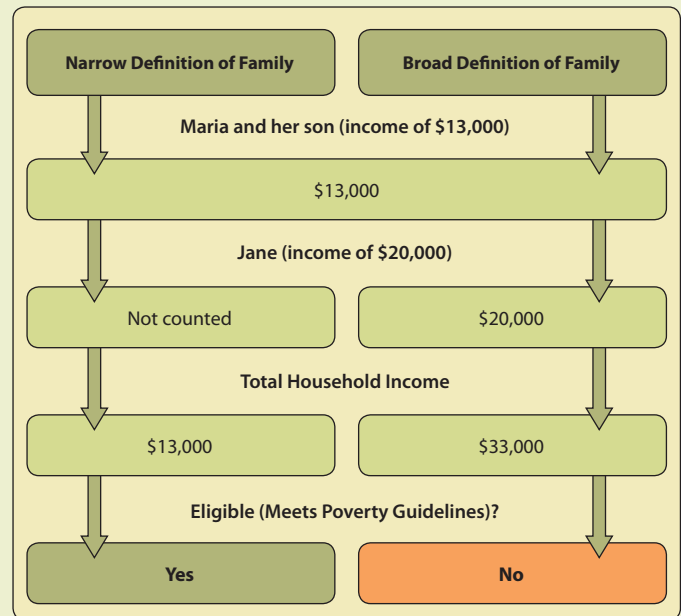 Narrow Definition of Family
Broad Definition of Family
Maria and her son (income of $13,000)
$13,000
Jane (income of $20,000)
Not counted
$20,000
Total Household Income
$13,000
$33,000
Eligible (Meets Poverty Guidelines)?
Yes
No